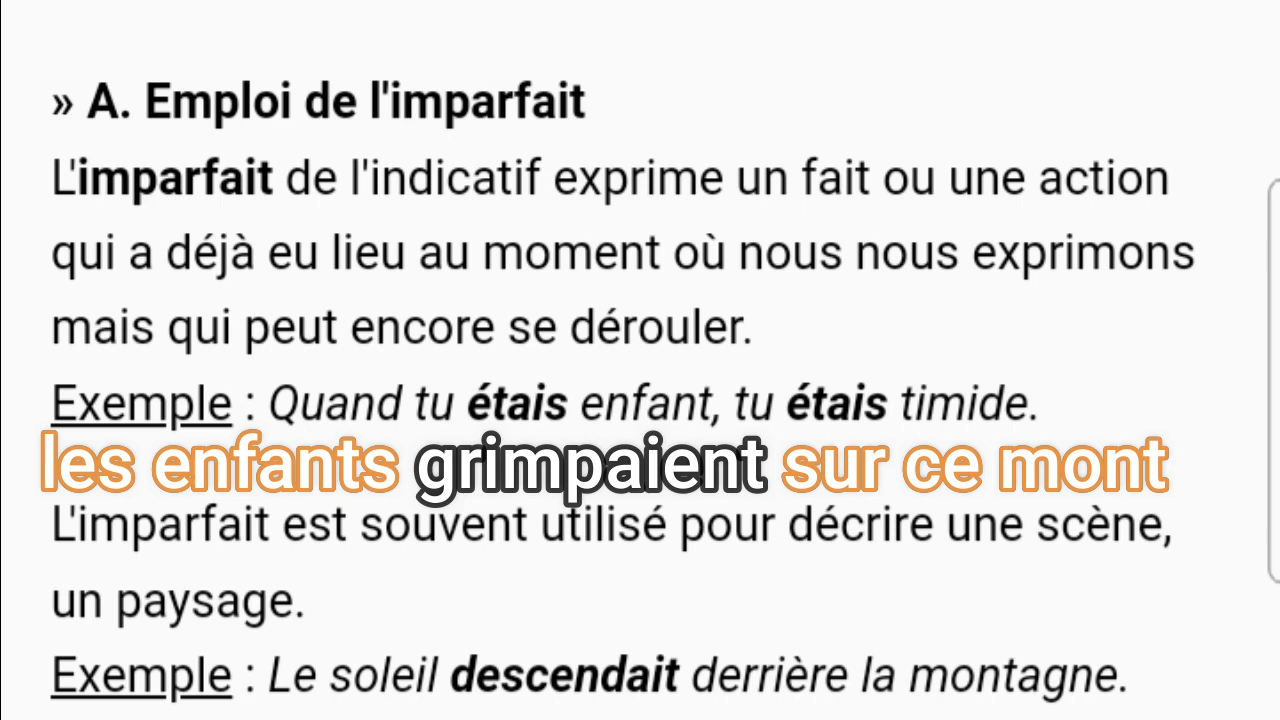 » A. Emploi de l'imparfait
L'imparfait de l'indicatif exprime un fait ou une action
qui a déjà eu lieu au moment où nous nous exprimons
mais qui peut encore se dérouler.
Exemple : Quand tu étais enfant, tu étais timide.
les enfants grimpaient sur ce mont
L'imparfait est souvent utilisé pour décrire une scène,
un paysage.
Exemple : Le soleil descendait derrière la montagne.